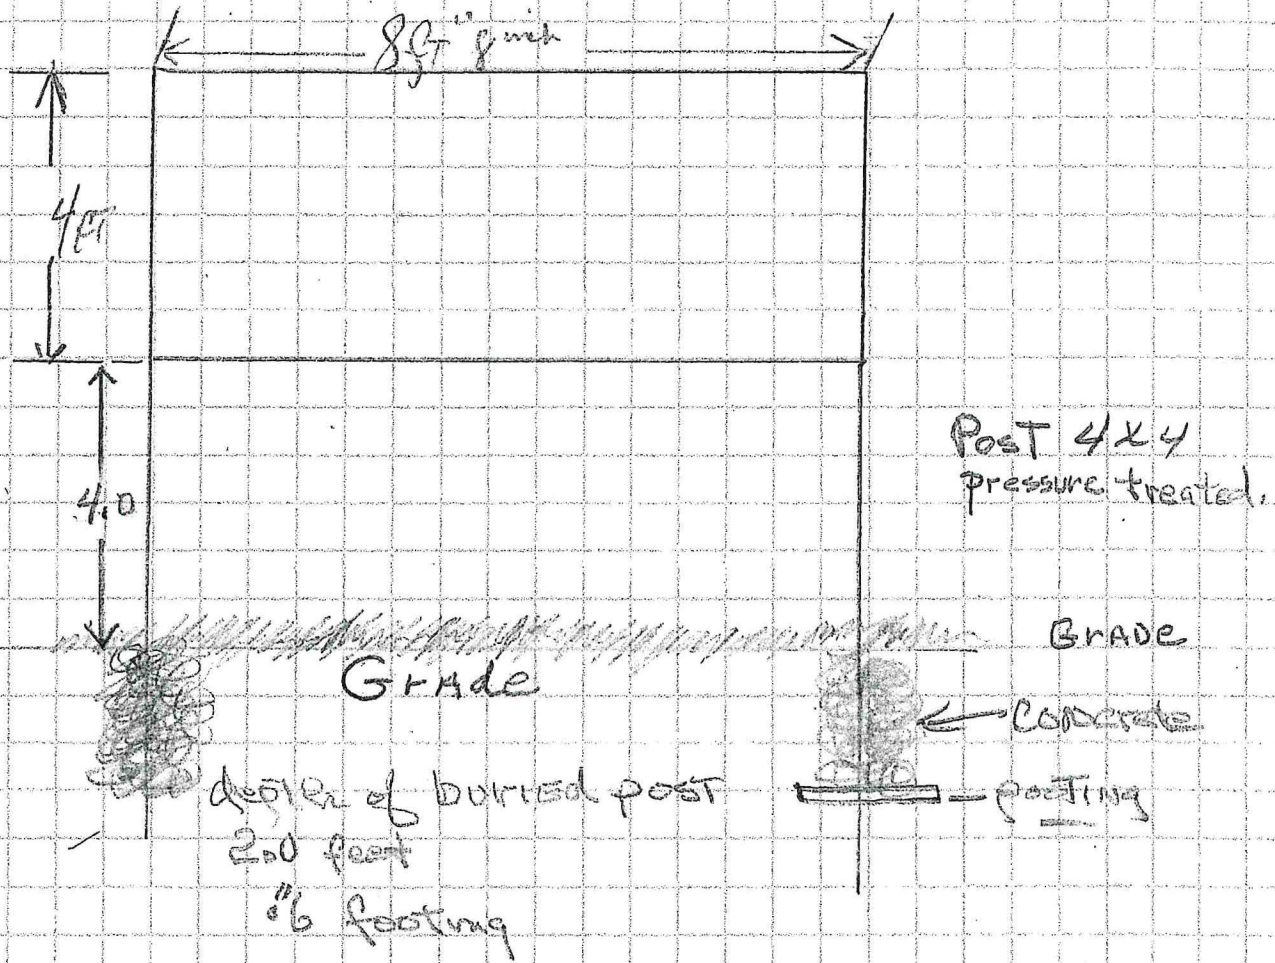 8 FT " 8 inch
4 FT
Post 4x4
pressure treated.
4.0
Grade
Grade
Concrete
depth of buried post
footing
2.0 feet
"6 footing